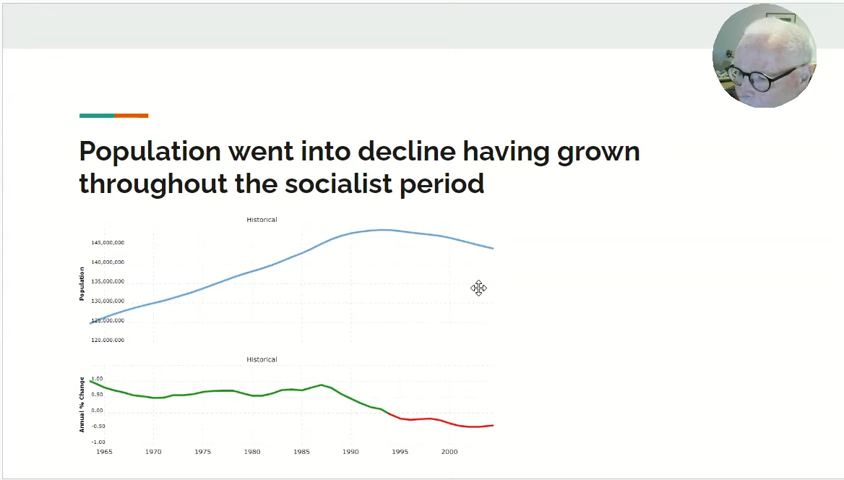 Population went into decline having grown
throughout the socialist period
Historical
Population
145,000,000
140,000,000
135,000,000
130,000,000
125,000,000
120,000,000
Historical
Annual % Change
1.00
0.50
0.00
-0.50
-1.00
1965 1970 1975 1980 1985 1990 1995 2000